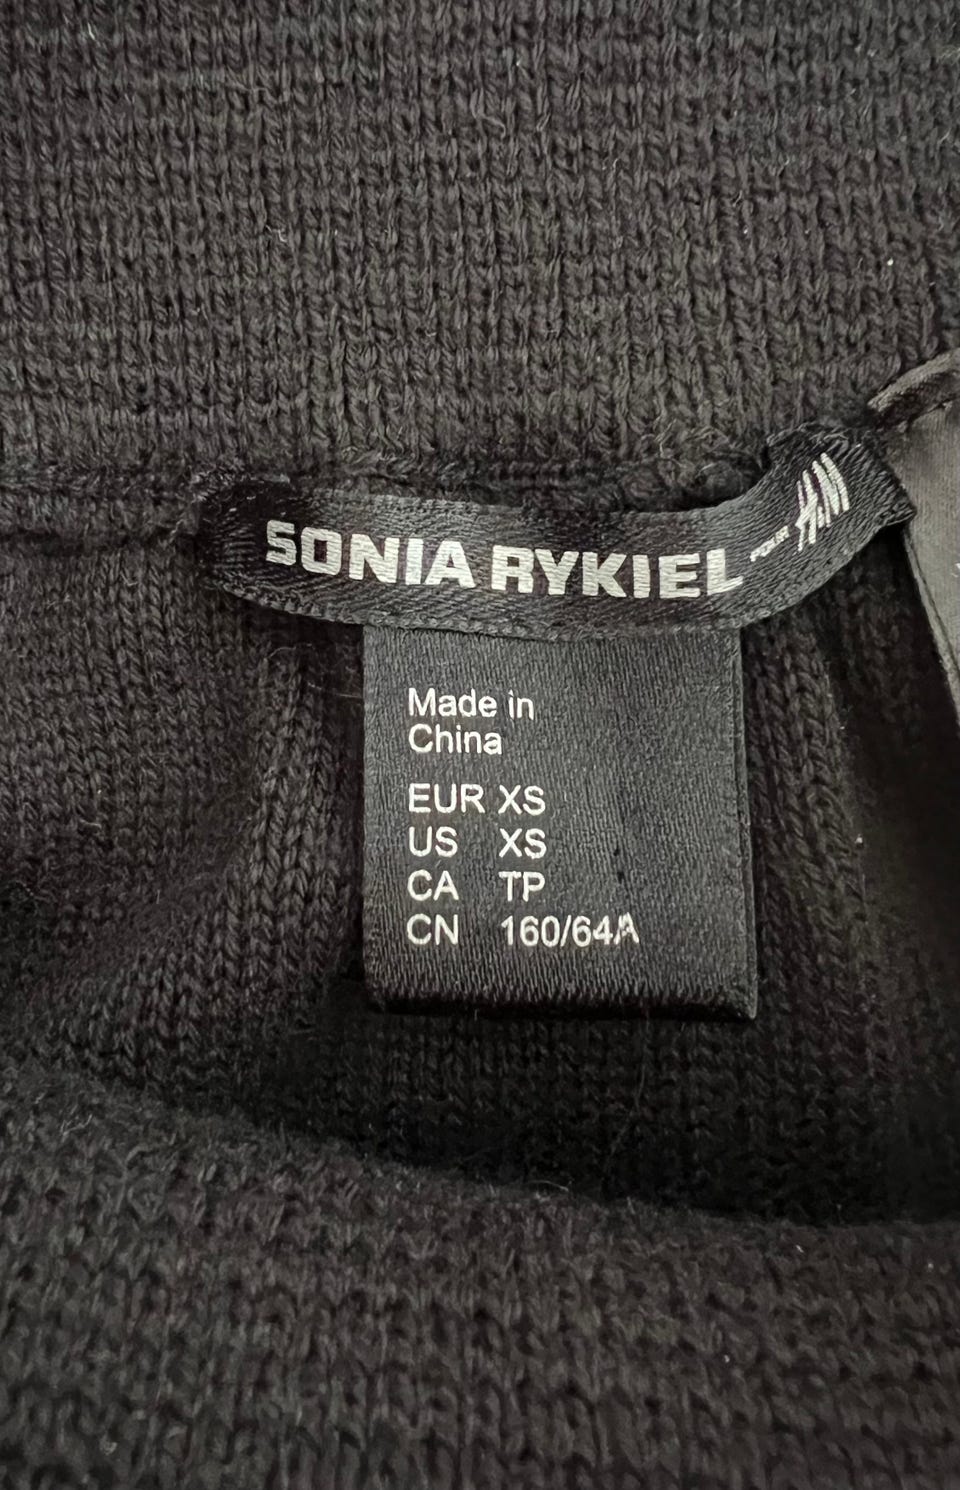 SONIA RYKIEL POUR H&M
Made in
China
EUR XS
US XS
CA TP
CN 160/64A